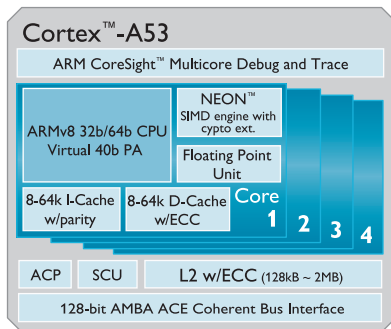 Cortex™-A53
ARM CoreSight™ Multicore Debug and Trace
ARMv8 32b/64b CPU
Virtual 40b PA
NEON™
SIMD engine with
cypto ext.
Floating Point
Unit
8-64k I-Cache
w/parity
8-64k D-Cache
w/ECC
Core
1
2
3
4
ACP
SCU
L2 w/ECC (128kB ~ 2MB)
128-bit AMBA ACE Coherent Bus Interface